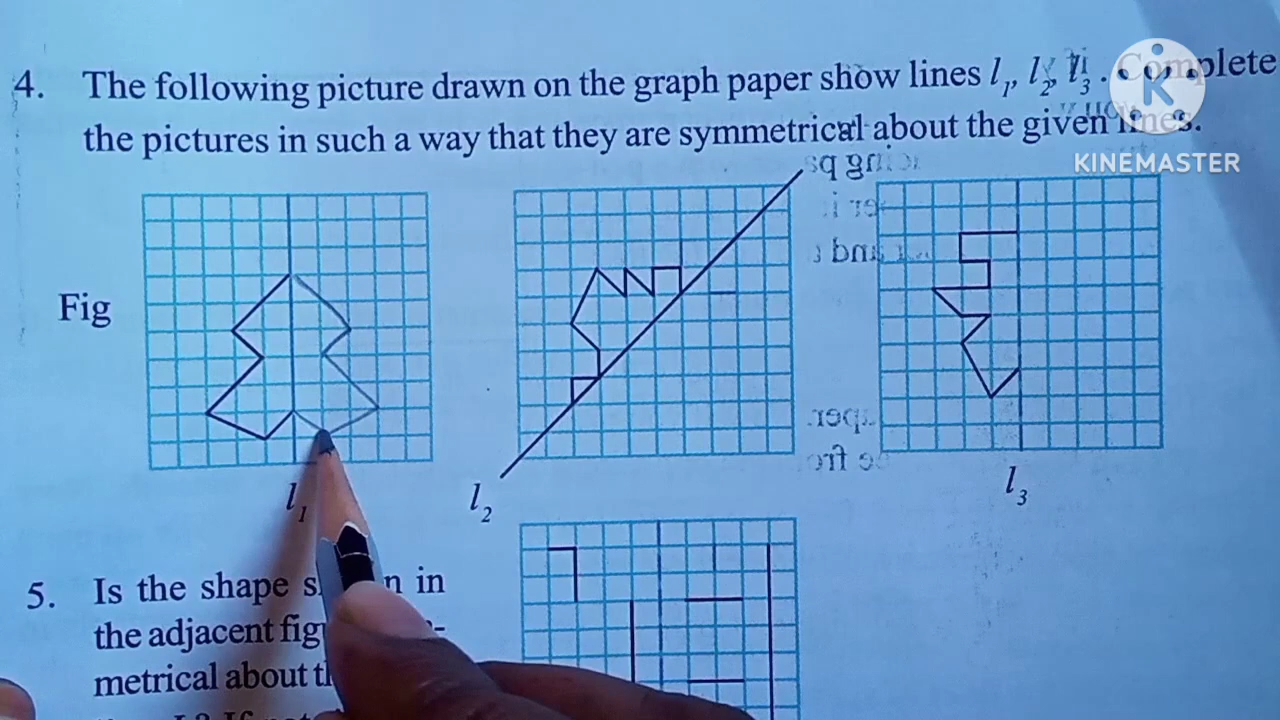 4. The following picture drawn on the graph paper show lines l₁, l₂, l₃. Complete
the pictures in such a way that they are symmetrical about the given lines.
K
KINEMASTER
Fig
l₁
l₂
l₃
5. Is the shape in
the adjacent
metrical about